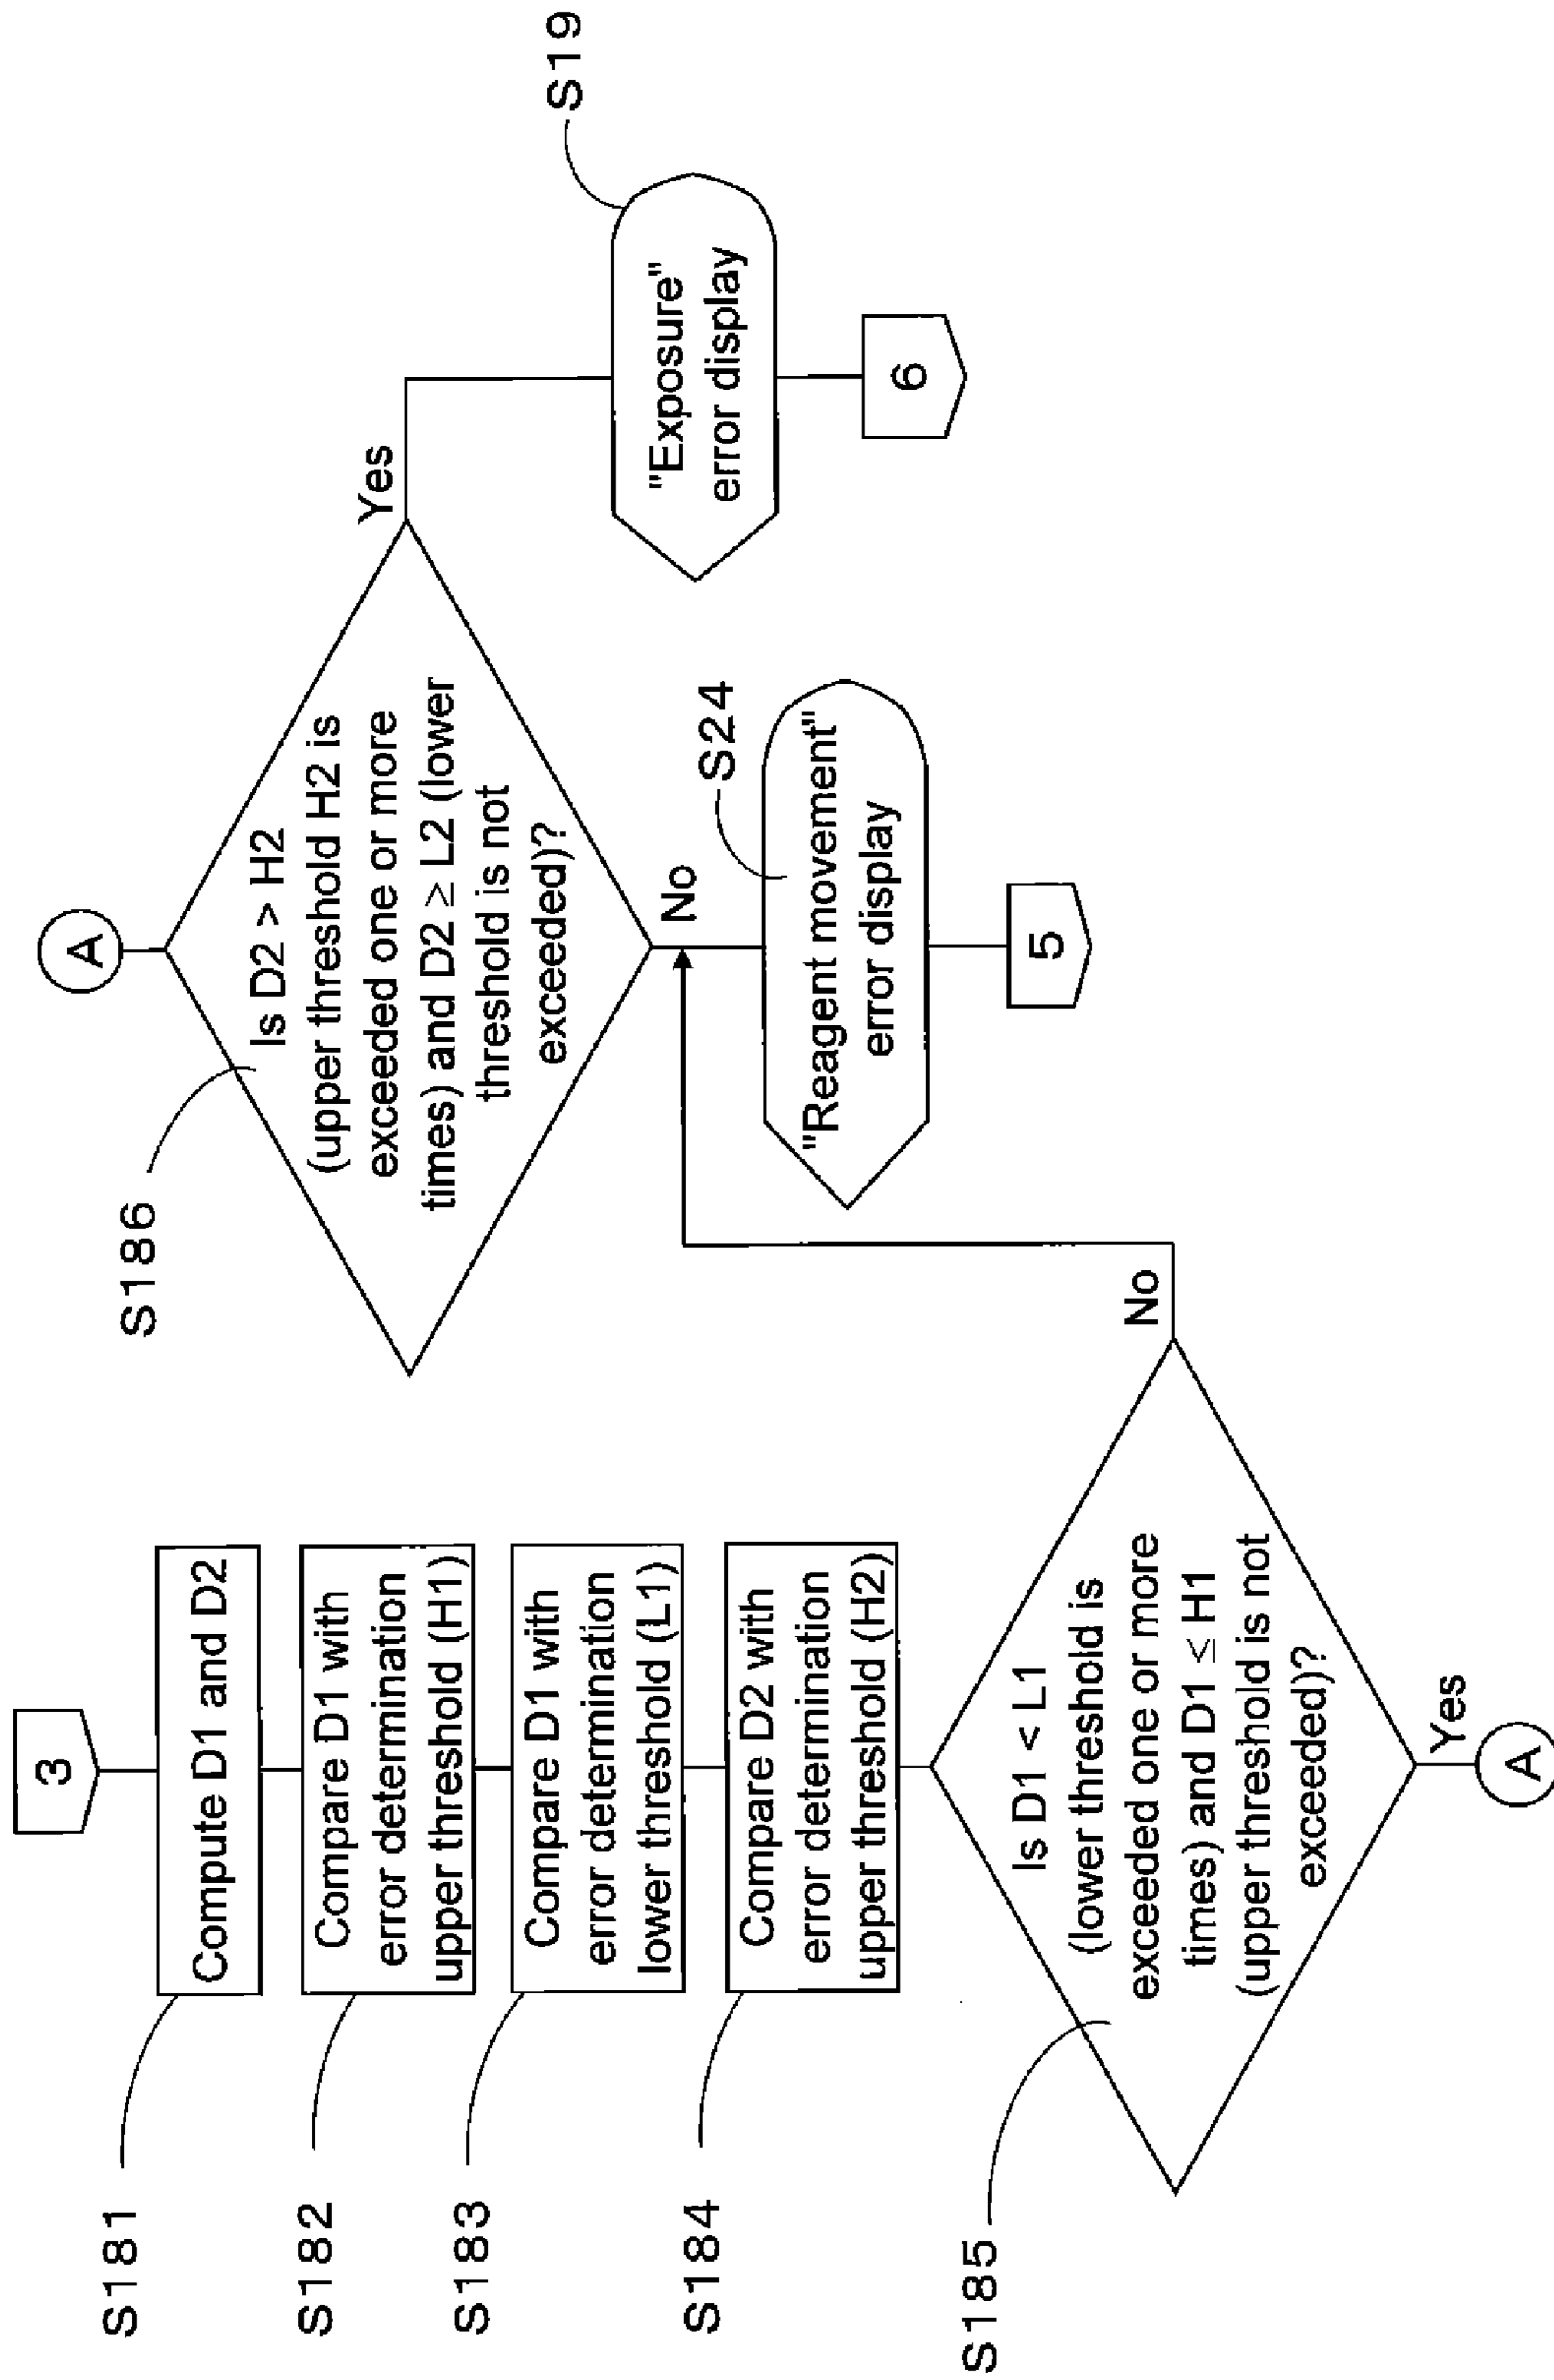 3
S181
Compute D1 and D2
S182
Compare D1 with
error determination
upper threshold (H1)
S183
Compare D1 with
error determination
lower threshold (L1)
S184
Compare D2 with
error determination
upper threshold (H2)
S185
Is D1 < L1
(lower threshold is
exceeded one or more
times) and D1 ≤ H1
(upper threshold is not
exceeded)?
No
Yes
A
A
S186
Is D2 > H2
(upper threshold H2 is
exceeded one or more
times) and D2 ≥ L2 (lower
threshold is not
exceeded)?
Yes
No
S24
"Reagent movement"
error display
5
S19
"Exposure"
error display
6